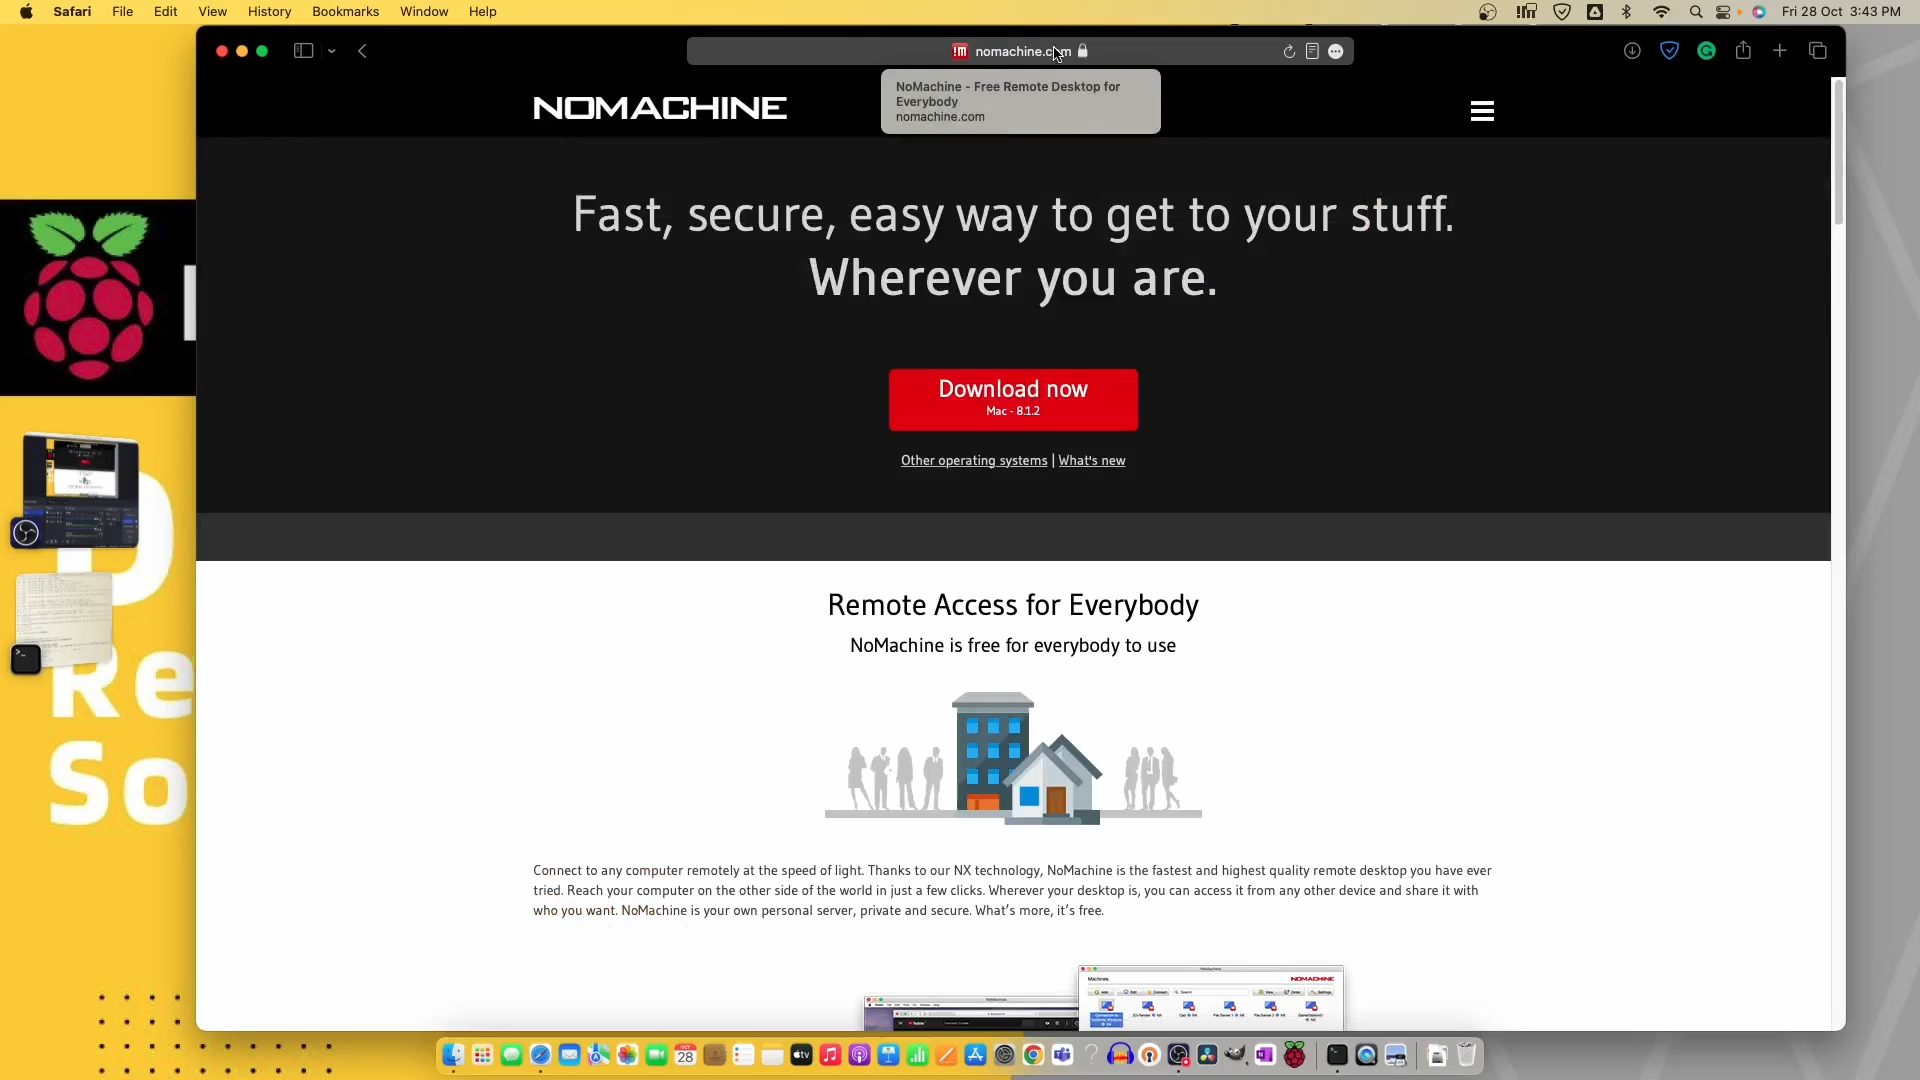 Safari File Edit View History Bookmarks Window Help Fri 28 Oct 3:43 PM
nomachine.com
NoMachine - Free Remote Desktop for
Everybody
nomachine.com
NOMACHINE
Fast, secure, easy way to get to your stuff.
Wherever you are.
Download now
Mac - 8.1.2
Other operating systems | What's new
Remote Access for Everybody
NoMachine is free for everybody to use
Connect to any computer remotely at the speed of light. Thanks to our NX technology, NoMachine is the fastest and highest quality remote desktop you have ever
tried. Reach your computer on the other side of the world in just a few clicks. Wherever your desktop is, you can access it from any other device and share it with
who you want. NoMachine is your own personal server, private and secure. What's more, it's free.
Machines
NOMACHINE
D
Re
So
OCT
28
tv